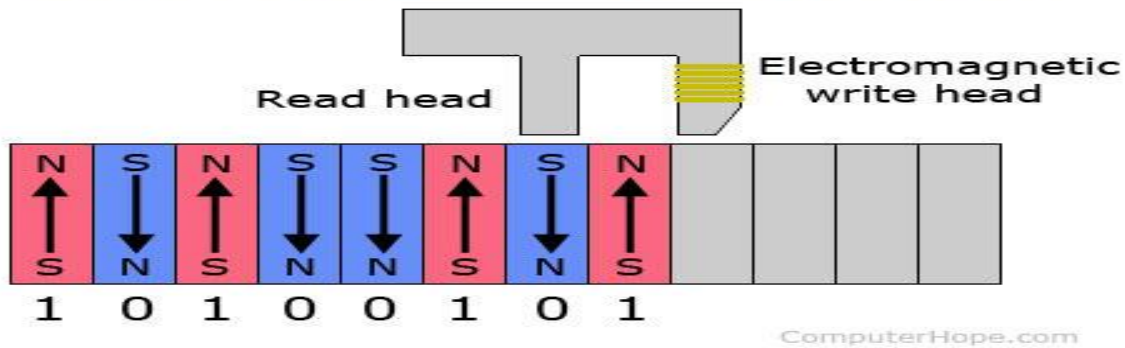 Read head
Electromagnetic
write head
N S N S S N S N
S N S N N S N S
1 0 1 0 0 1 0 1
ComputerHope.com